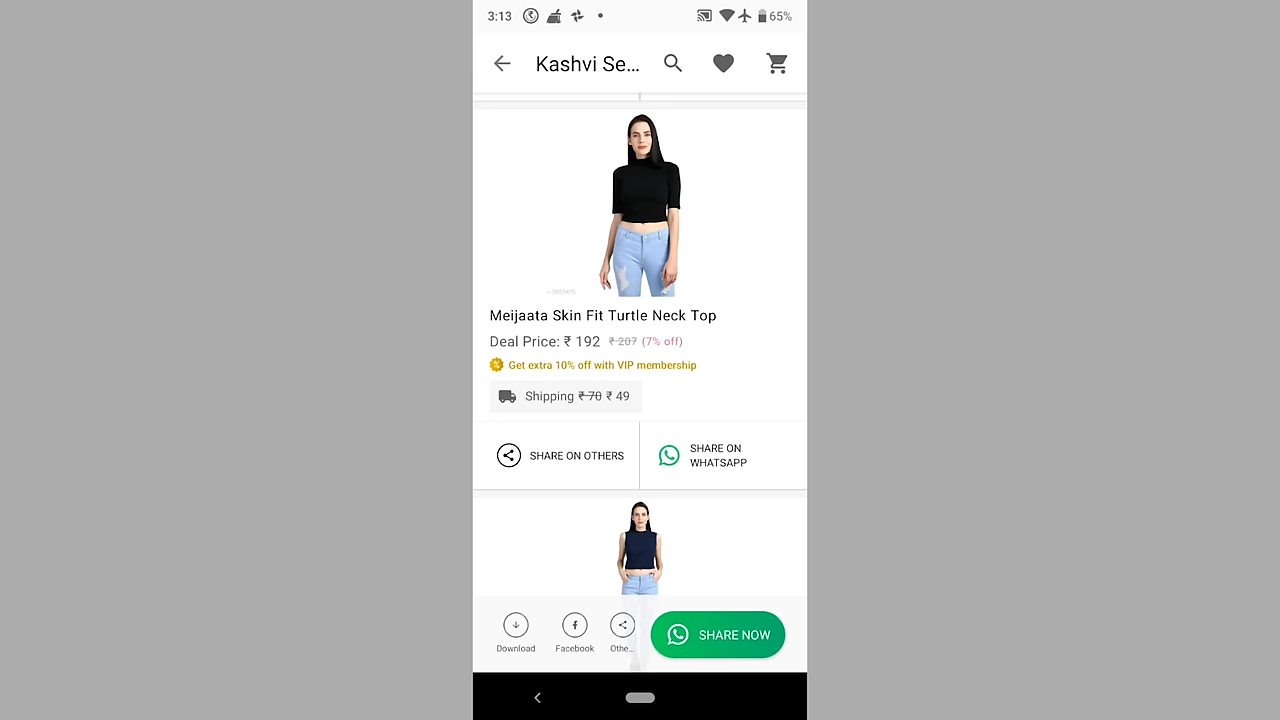 3:13
65%
Kashvi Se...
Meijaata Skin Fit Turtle Neck Top
Deal Price: ₹ 192 ₹ 207 (7% off)
Get extra 10% off with VIP membership
Shipping ₹ 70 ₹ 49
SHARE ON OTHERS
SHARE ON
WHATSAPP
Download
Facebook
Othe...
SHARE NOW